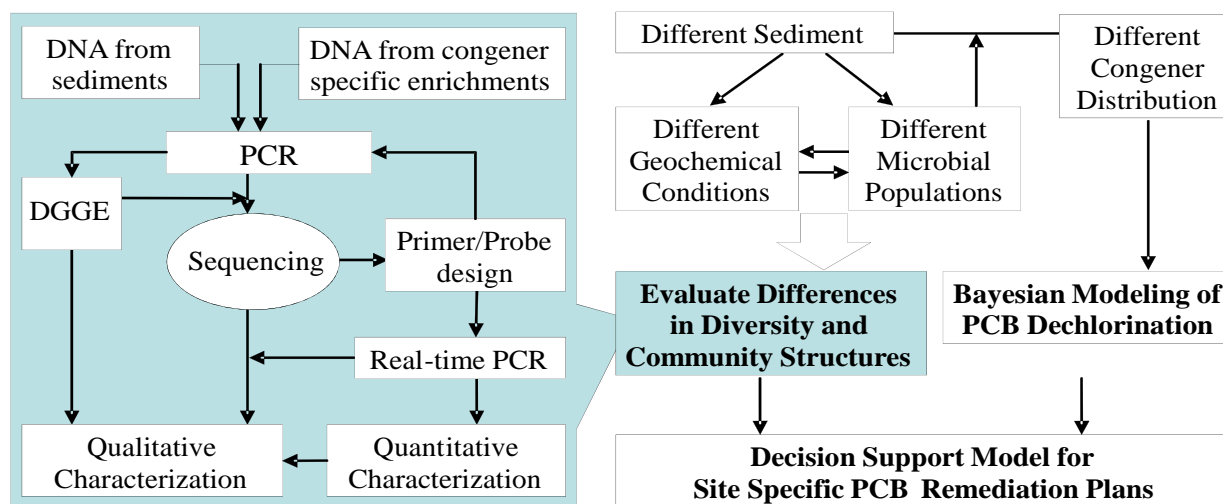 DNA from
sediments
DNA from congener
specific enrichments
PCR
DGGE
Sequencing
Primer/Probe
design
Real-time PCR
Qualitative
Characterization
Quantitative
Characterization
Different Sediment
Different
Congener
Distribution
Different
Geochemical
Conditions
Different
Microbial
Populations
Evaluate Differences
in Diversity and
Community Structures
Bayesian Modeling of
PCB Dechlorination
Decision Support Model for
Site Specific PCB Remediation Plans